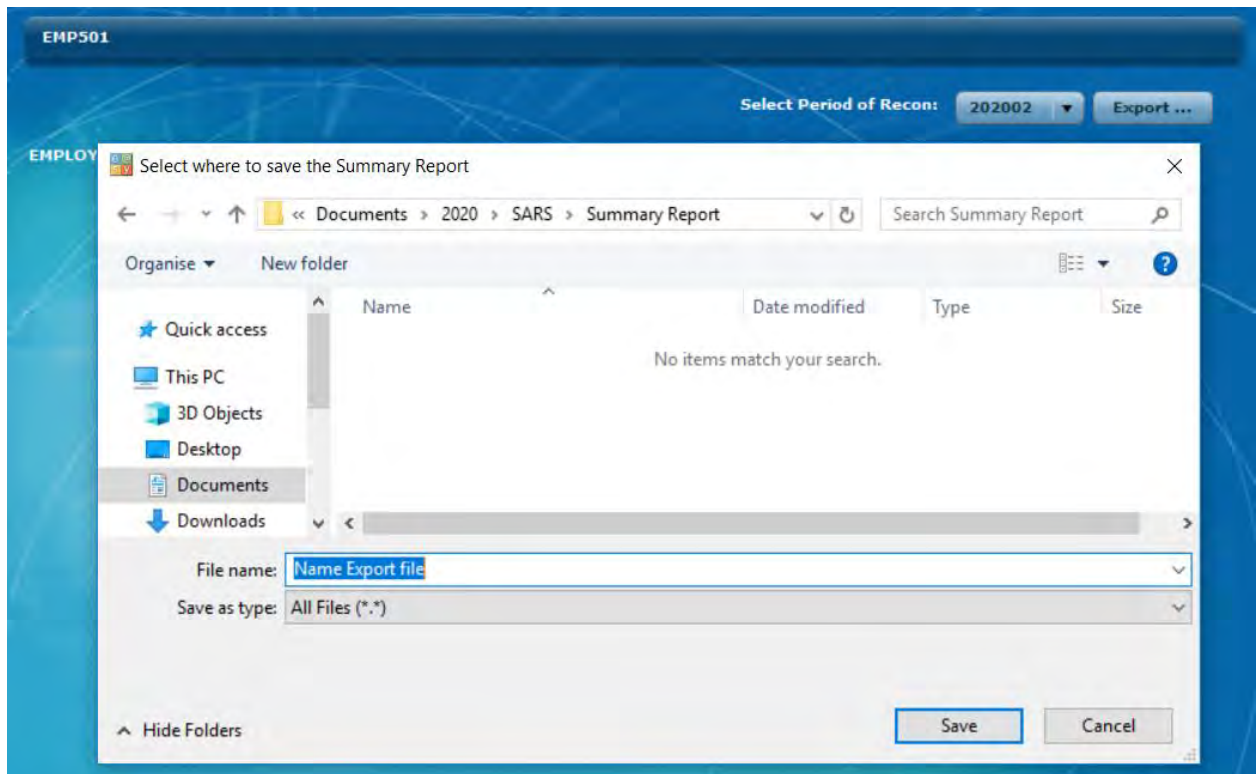 EMP501
Select Period of Recon: 202002 Export ...
EMPLOY
Select where to save the Summary Report
« Documents > 2020 > SARS > Summary Report Search Summary Report
Organise New folder
Name Date modified Type Size
No items match your search.
Quick access
This PC
3D Objects
Desktop
Documents
Downloads
File name: Name Export file
Save as type: All Files (*.*)
Hide Folders Save Cancel